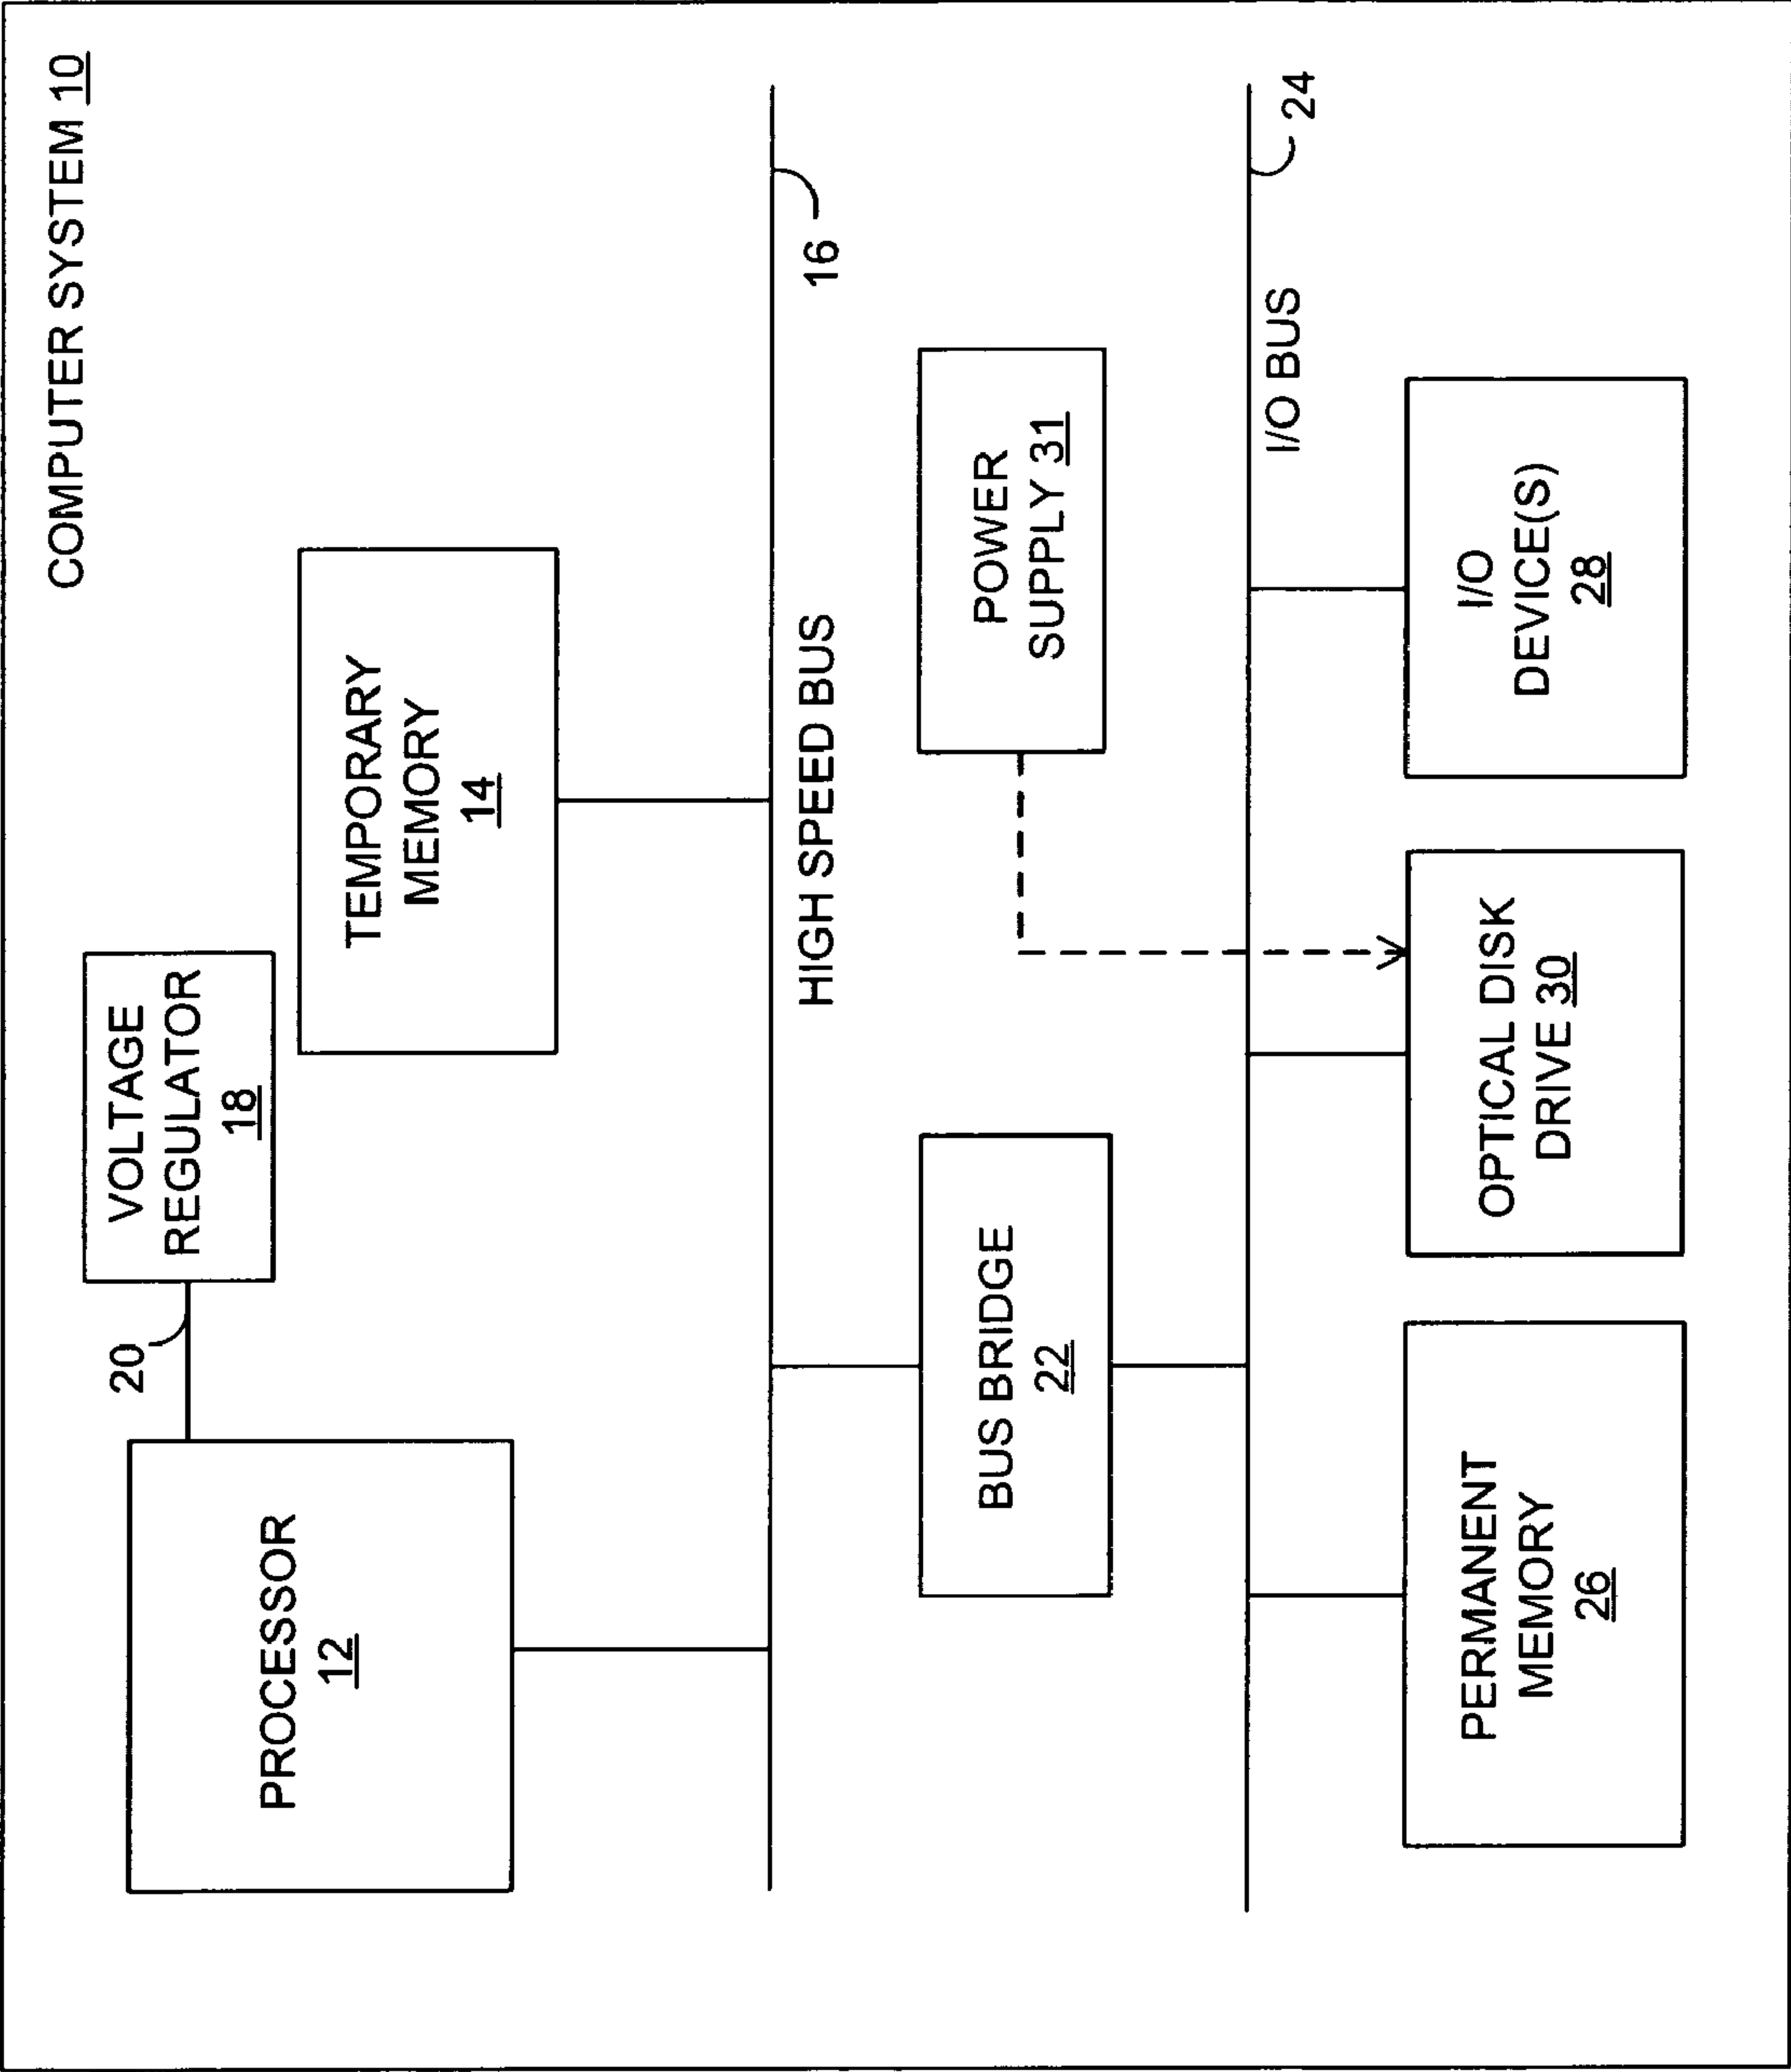 COMPUTER SYSTEM 10
VOLTAGE
REGULATOR
18
20
PROCESSOR
12
TEMPORARY
MEMORY
14
HIGH SPEED BUS
16
BUS BRIDGE
22
POWER
SUPPLY 31
I/O BUS
24
PERMANENT
MEMORY
26
OPTICAL DISK
DRIVE 30
I/O
DEVICE(S)
28